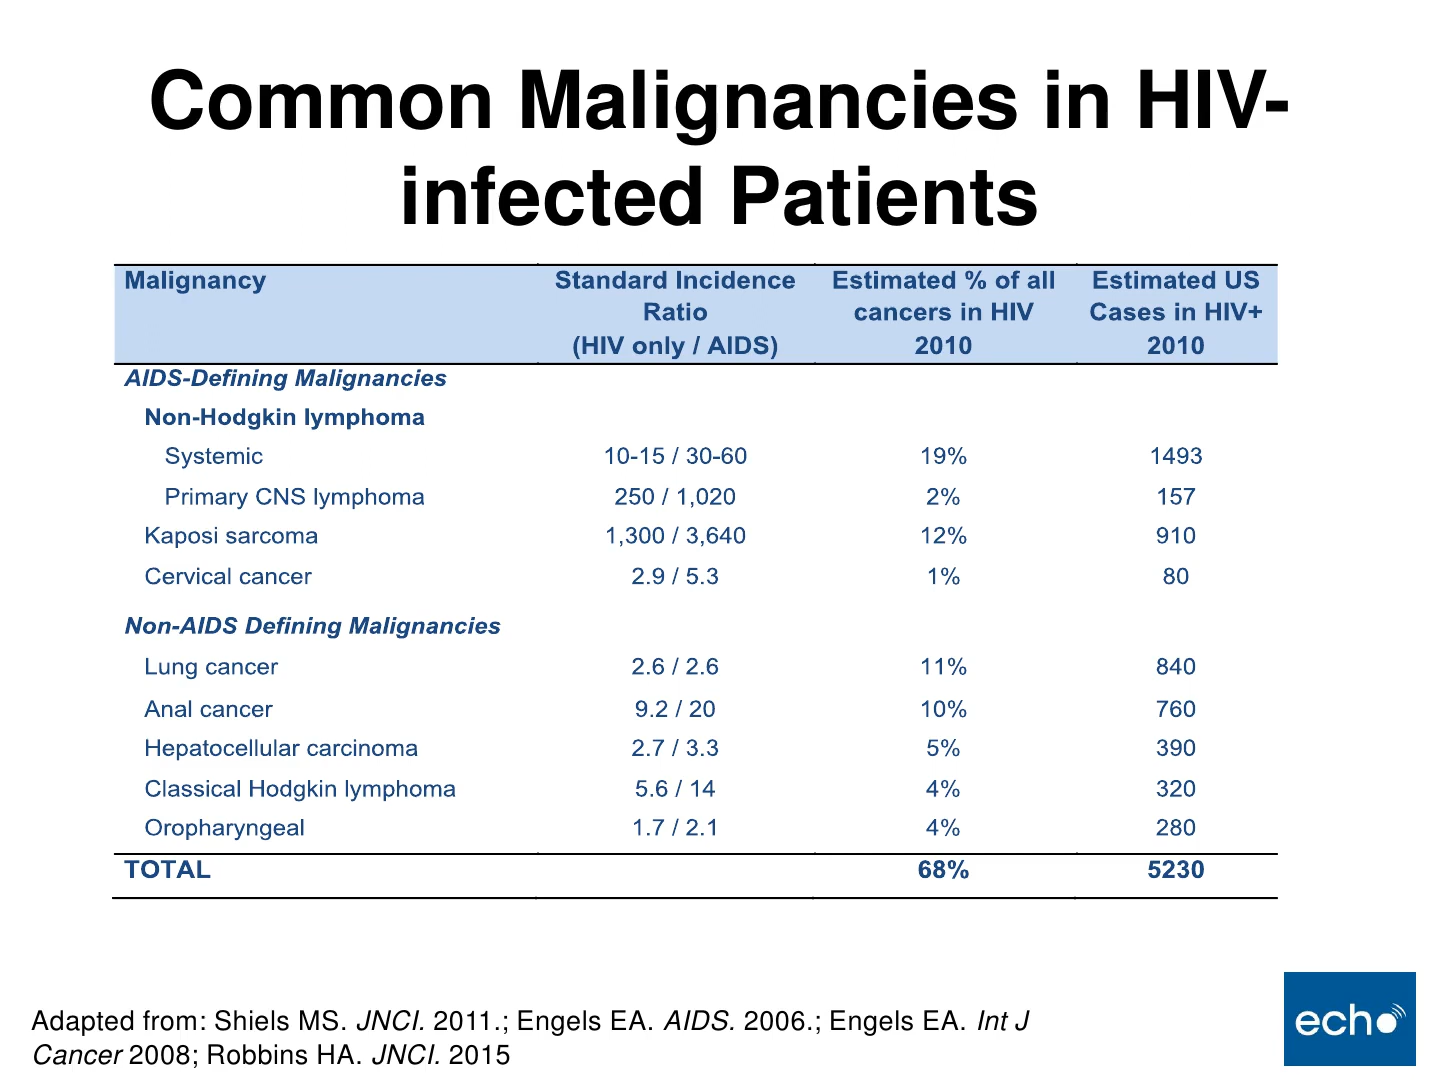 Common Malignancies in HIV-
infected Patients
Malignancy Standard Incidence Ratio (HIV only / AIDS) Estimated % of all cancers in HIV 2010 Estimated US Cases in HIV+ 2010
AIDS-Defining Malignancies
Non-Hodgkin lymphoma
Systemic 10-15 / 30-60 19% 1493
Primary CNS lymphoma 250 / 1,020 2% 157
Kaposi sarcoma 1,300 / 3,640 12% 910
Cervical cancer 2.9 / 5.3 1% 80
Non-AIDS Defining Malignancies
Lung cancer 2.6 / 2.6 11% 840
Anal cancer 9.2 / 20 10% 760
Hepatocellular carcinoma 2.7 / 3.3 5% 390
Classical Hodgkin lymphoma 5.6 / 14 4% 320
Oropharyngeal 1.7 / 2.1 4% 280
TOTAL 68% 5230
Adapted from: Shiels MS. JNCI. 2011.; Engels EA. AIDS. 2006.; Engels EA. Int J
Cancer 2008; Robbins HA. JNCI. 2015
echo